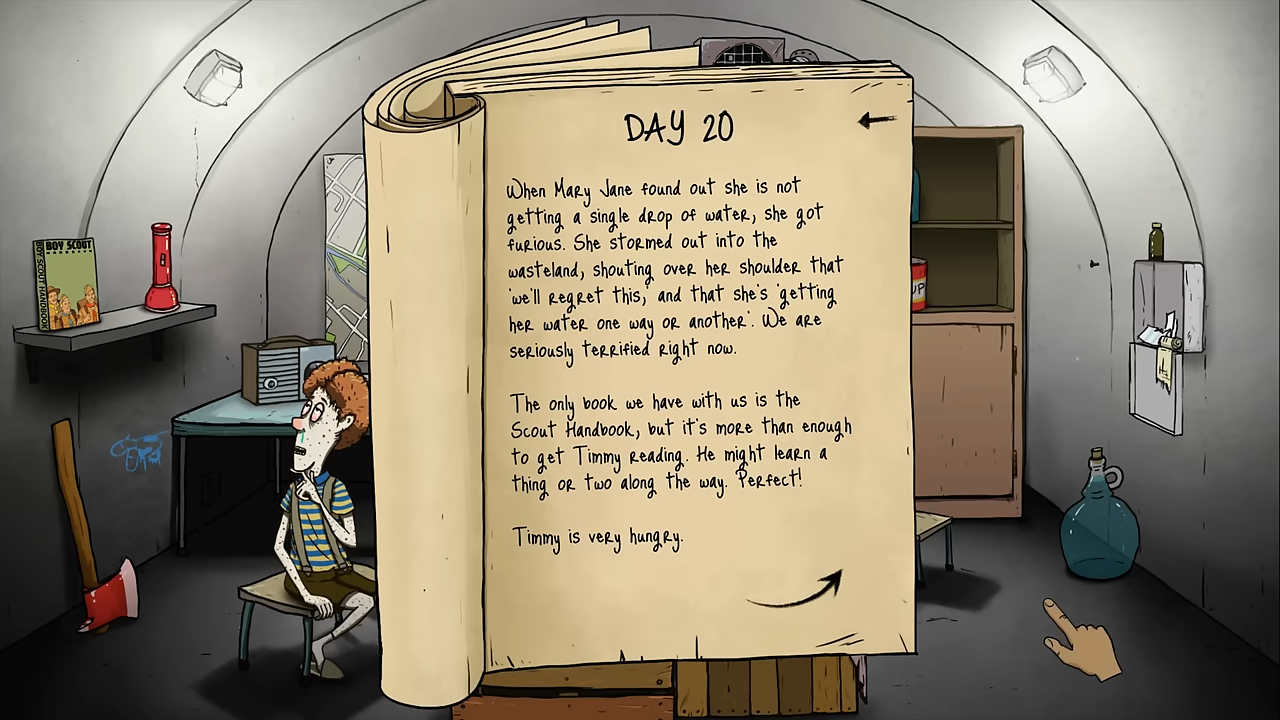 DAY 20
When Mary Jane found out she is not
getting a single drop of water, she got
furious. She stormed out into the
wasteland, shouting over her shoulder that
'we'll regret this,' and that she's 'getting
her water one way or another'. We are
seriously terrified right now.
The only book we have with us is the
Scout Handbook, but it's more than enough
to get Timmy reading. He might learn a
thing or two along the way. Perfect!
Timmy is very hungry.
BOY SCOUT
BOY SCOUT HANDBOOK
UP